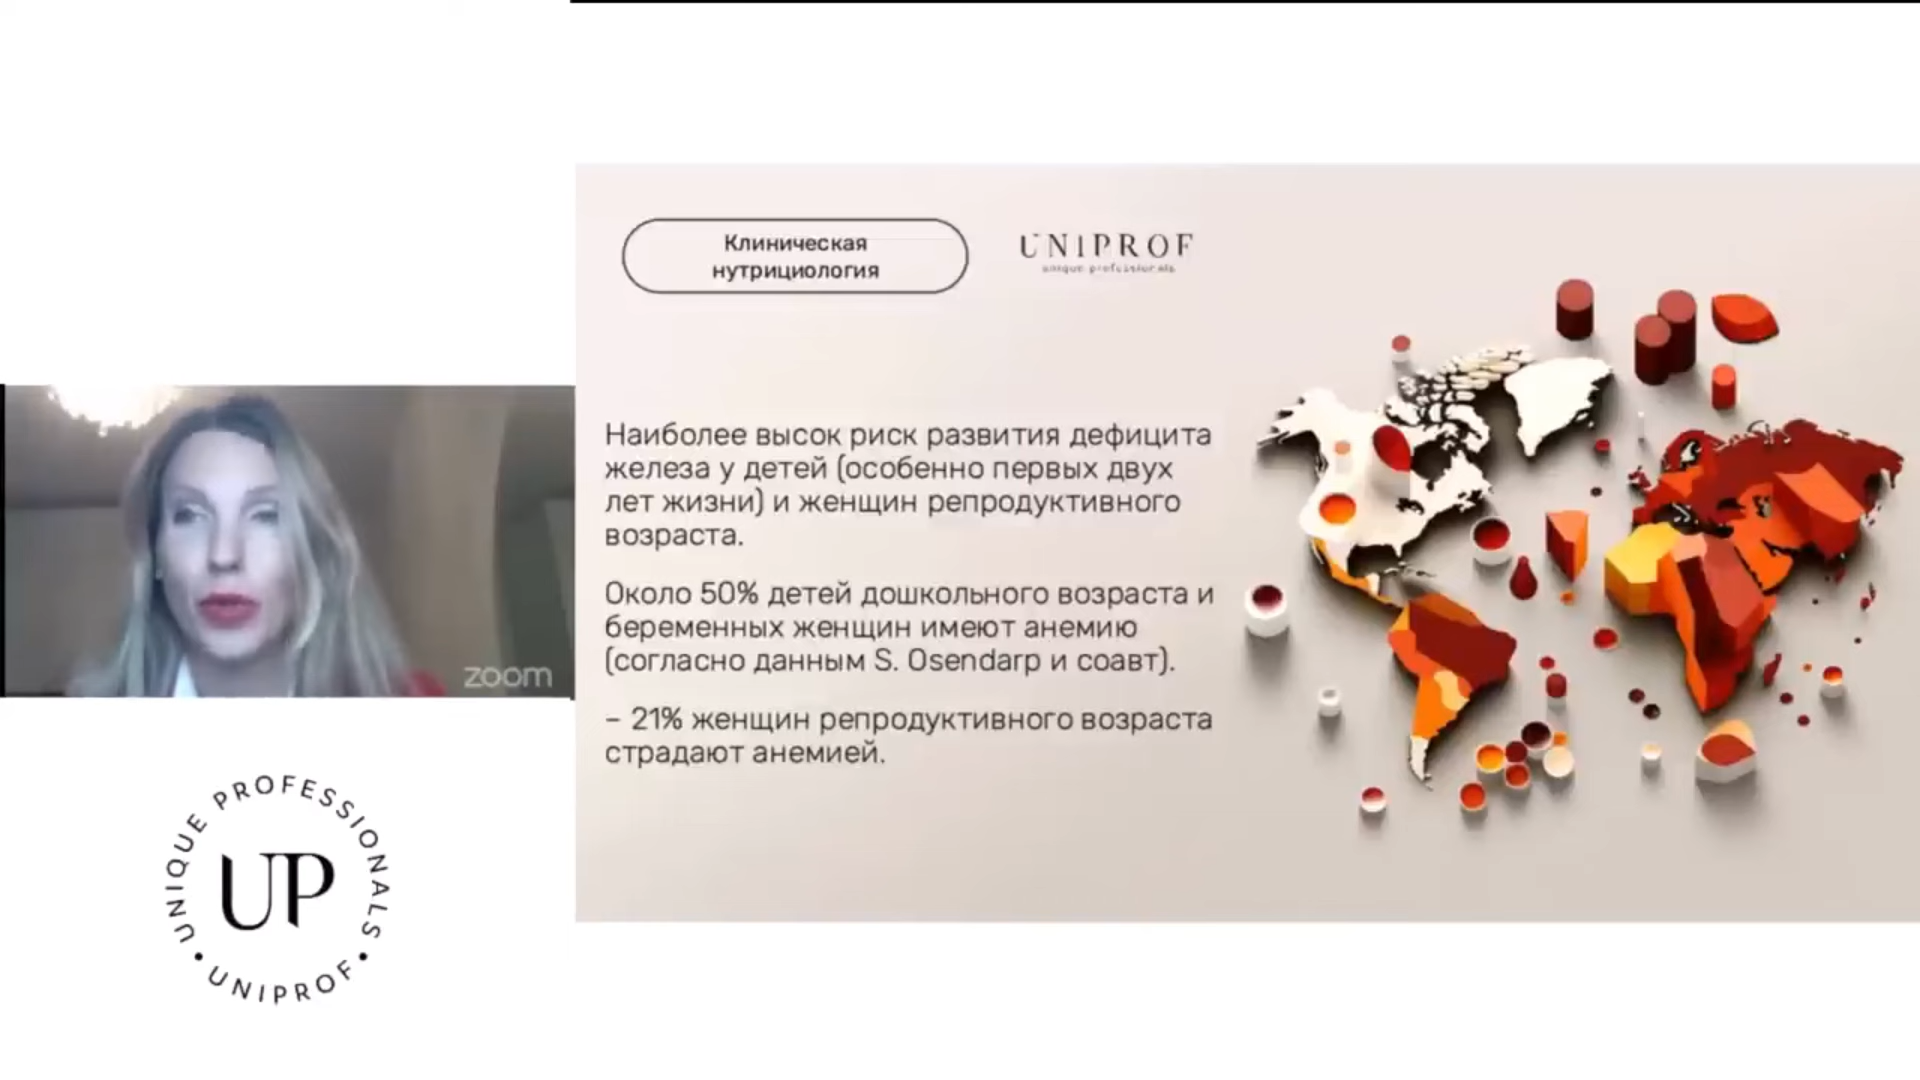 Клиническая
нутрициология
UNIPROF
unique professionals
Наиболее высок риск развития дефицита
железа у детей (особенно первых двух
лет жизни) и женщин репродуктивного
возраста.
Около 50% детей дошкольного возраста и
беременных женщин имеют анемию
(согласно данным S. Osendarp и соавт).
– 21% женщин репродуктивного возраста
страдают анемией.
zoom
UNIQUE PROFESSIONALS
UP
• UNIPROF •